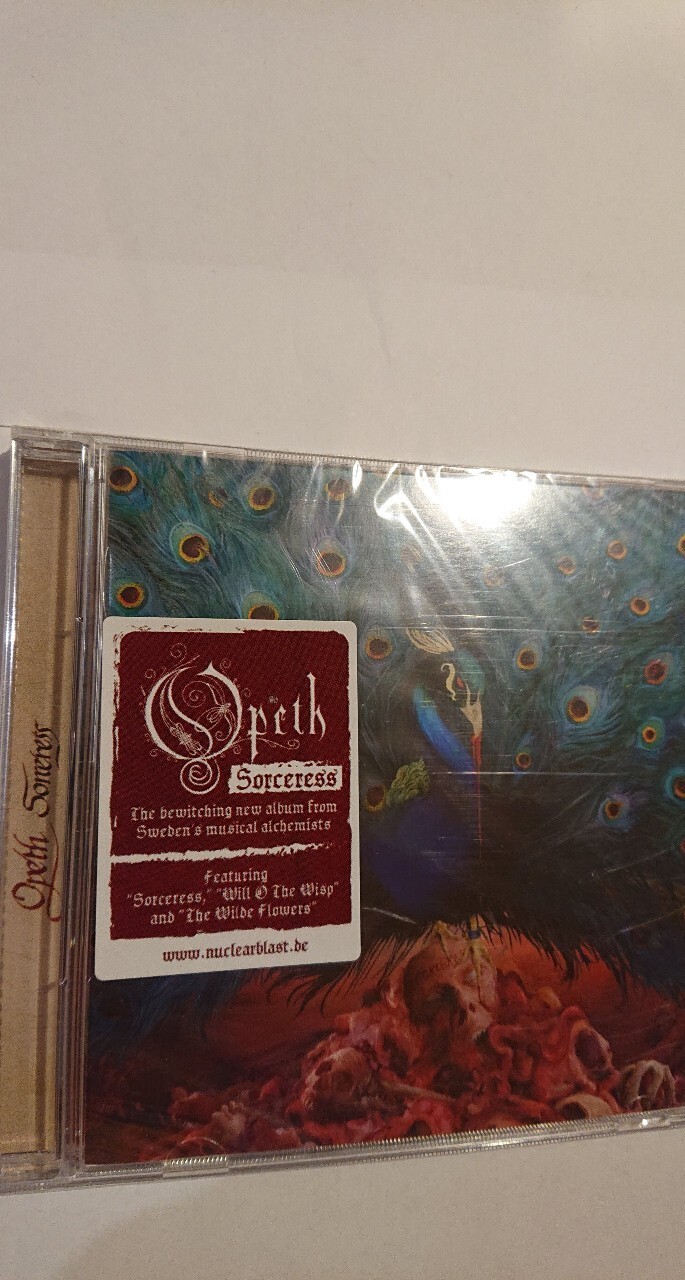 Opeth
Sorceress
The bewitching new album from
Sweden's musical alchemists
Featuring
"Sorceress," "Will O The Wisp"
and "The Wilde Flowers"
www.nuclearblast.de
Opeth Sorceress